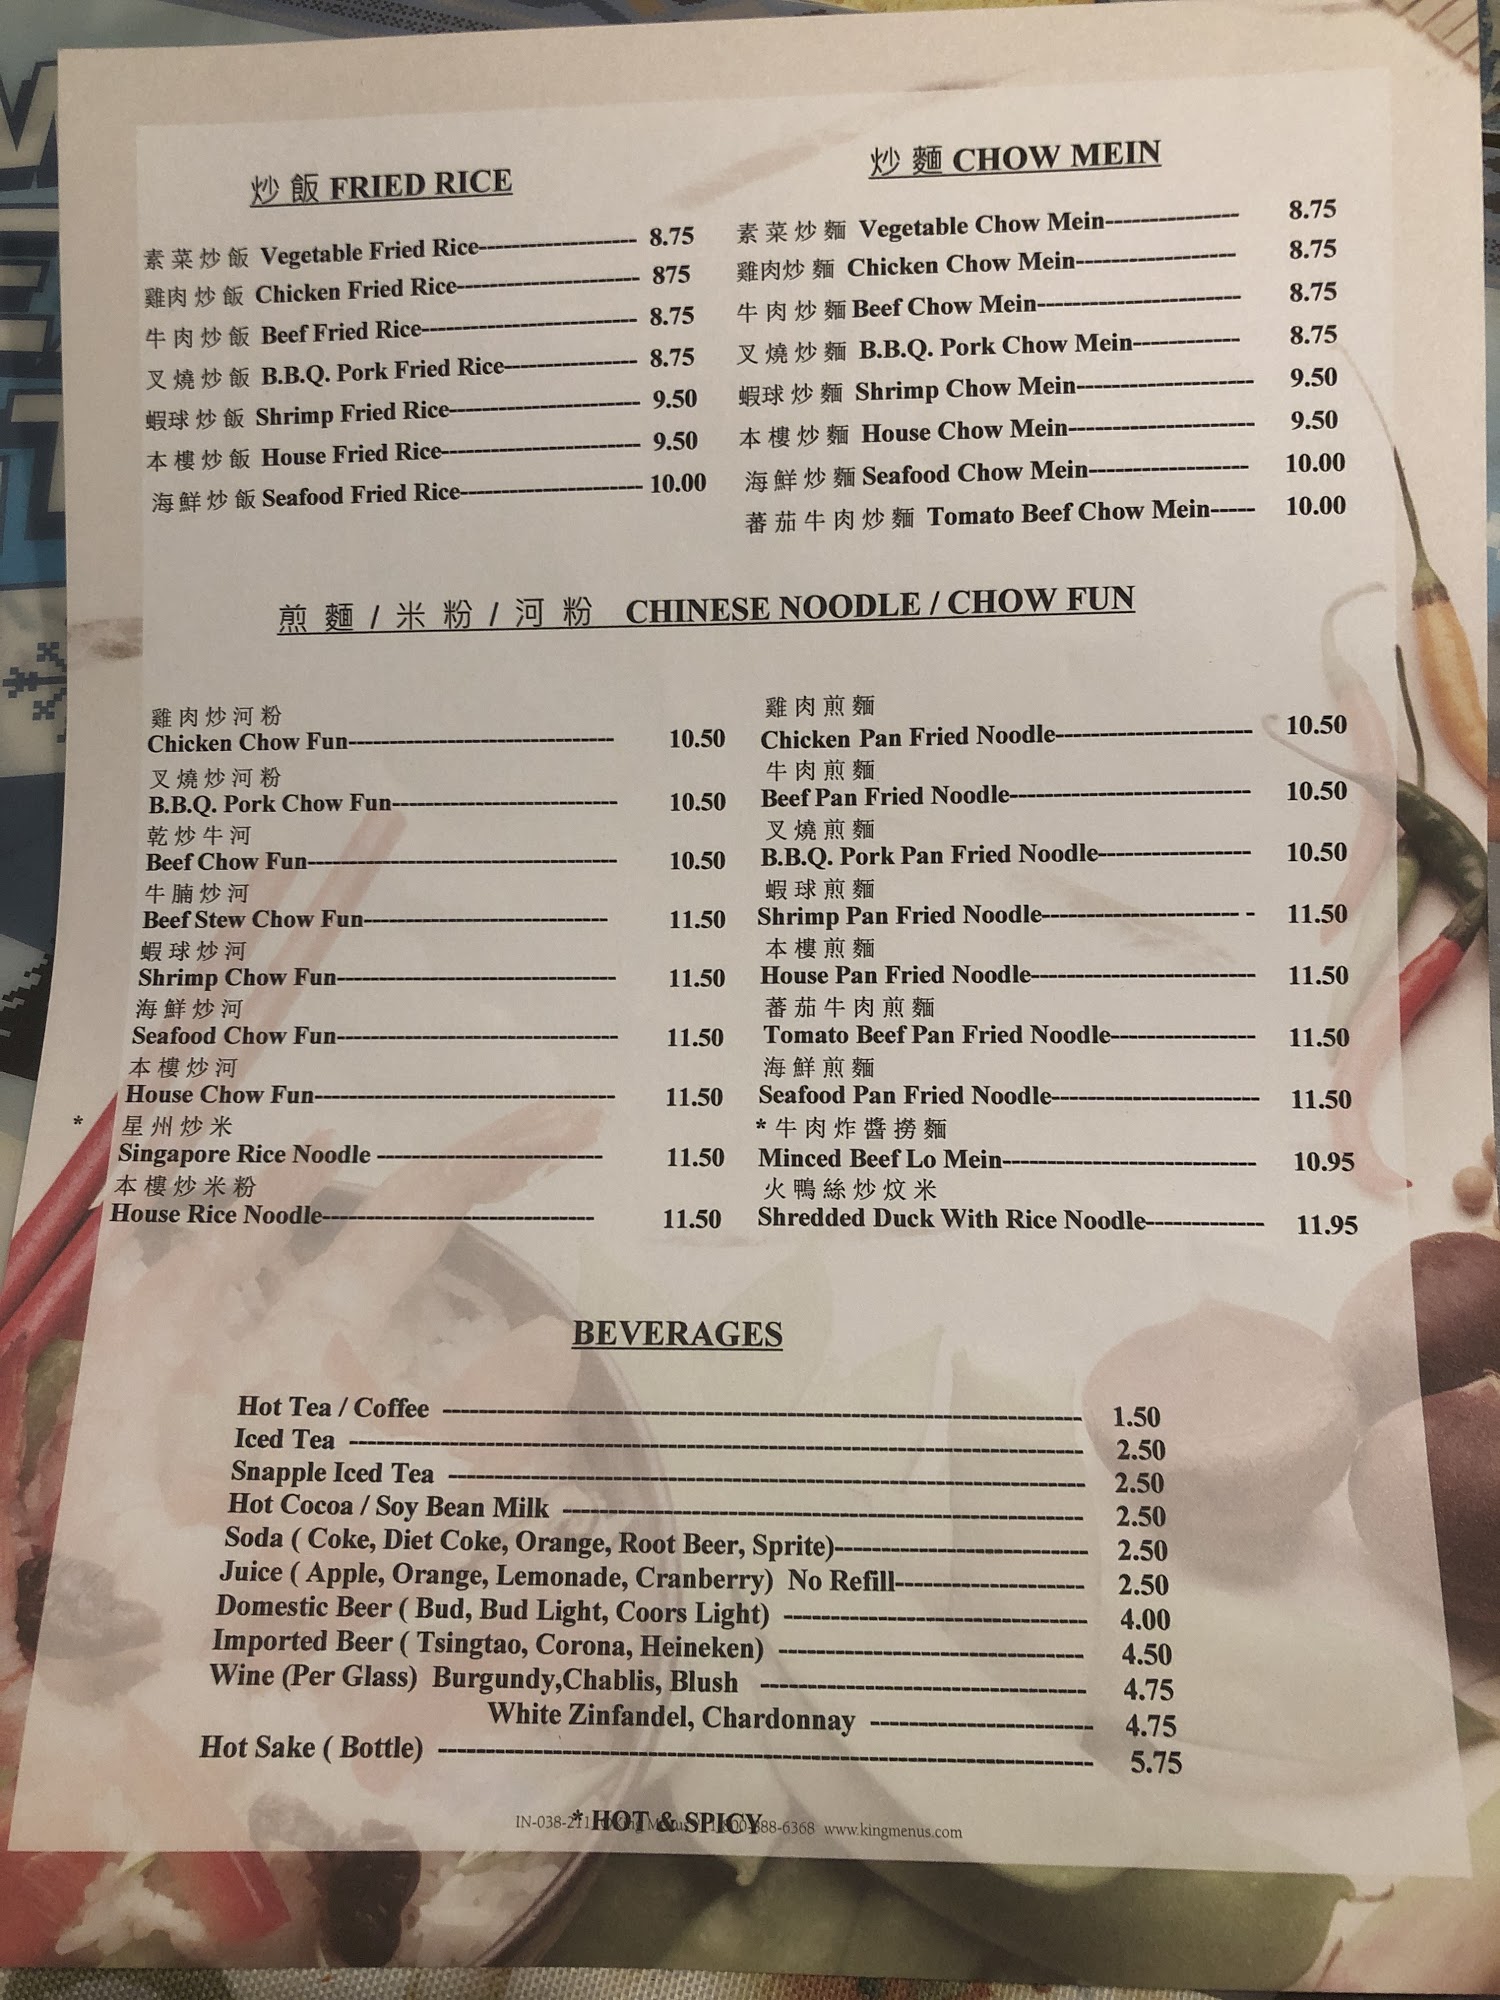 炒飯 FRIED RICE
素菜炒飯 Vegetable Fried Rice-------------------- 8.75
雞肉炒飯 Chicken Fried Rice----------------------- 875
牛肉炒飯 Beef Fried Rice--------------------------- 8.75
叉燒炒飯 B.B.Q. Pork Fried Rice---------------- 8.75
蝦球炒飯 Shrimp Fried Rice------------------------ 9.50
本樓炒飯 House Fried Rice------------------------- 9.50
海鮮炒飯 Seafood Fried Rice----------------------- 10.00
炒麵 CHOW MEIN
素菜炒麵 Vegetable Chow Mein---------------- 8.75
雞肉炒麵 Chicken Chow Mein-------------------- 8.75
牛肉炒麵 Beef Chow Mein------------------------- 8.75
叉燒炒麵 B.B.Q. Pork Chow Mein------------- 8.75
蝦球炒麵 Shrimp Chow Mein---------------------- 9.50
本樓炒麵 House Chow Mein----------------------- 9.50
海鮮炒麵 Seafood Chow Mein-------------------- 10.00
蕃茄牛肉炒麵 Tomato Beef Chow Mein----- 10.00
煎麵 / 米粉 / 河粉 CHINESE NOODLE / CHOW FUN
雞肉炒河粉
Chicken Chow Fun-------------------------------- 10.50
叉燒炒河粉
B.B.Q. Pork Chow Fun--------------------------- 10.50
乾炒牛河
Beef Chow Fun------------------------------------- 10.50
牛腩炒河
Beef Stew Chow Fun----------------------------- 11.50
蝦球炒河
Shrimp Chow Fun--------------------------------- 11.50
海鮮炒河
Seafood Chow Fun--------------------------------- 11.50
本樓炒河
House Chow Fun------------------------------------ 11.50
* 星州炒米
Singapore Rice Noodle --------------------------- 11.50
本樓炒米粉
House Rice Noodle-------------------------------- 11.50
雞肉煎麵
Chicken Pan Fried Noodle------------------------ 10.50
牛肉煎麵
Beef Pan Fried Noodle----------------------------- 10.50
叉燒煎麵
B.B.Q. Pork Pan Fried Noodle------------------- 10.50
蝦球煎麵
Shrimp Pan Fried Noodle------------------------ - 11.50
本樓煎麵
House Pan Fried Noodle--------------------------- 11.50
蕃茄牛肉煎麵
Tomato Beef Pan Fried Noodle----------------- 11.50
海鮮煎麵
Seafood Pan Fried Noodle------------------------- 11.50
* 牛肉炸醬撈麵
Minced Beef Lo Mein------------------------------ 10.95
火鴨絲炒炆米
Shredded Duck With Rice Noodle-------------- 11.95
BEVERAGES
Hot Tea / Coffee ---------------------------------------------------------------------------- 1.50
Iced Tea --------------------------------------------------------------------------------------- 2.50
Snapple Iced Tea ---------------------------------------------------------------------------- 2.50
Hot Cocoa / Soy Bean Milk -------------------------------------------------------------- 2.50
Soda ( Coke, Diet Coke, Orange, Root Beer, Sprite)------------------------------ 2.50
Juice ( Apple, Orange, Lemonade, Cranberry) No Refill---------------------- 2.50
Domestic Beer ( Bud, Bud Light, Coors Light) ------------------------------------ 4.00
Imported Beer ( Tsingtao, Corona, Heineken) ------------------------------------ 4.50
Wine (Per Glass) Burgundy,Chablis, Blush -------------------------------------- 4.75
White Zinfandel, Chardonnay -------------------------- 4.75
Hot Sake ( Bottle) ----------------------------------------------------------------------------- 5.75
* HOT & SPICY
www.kingmenus.com